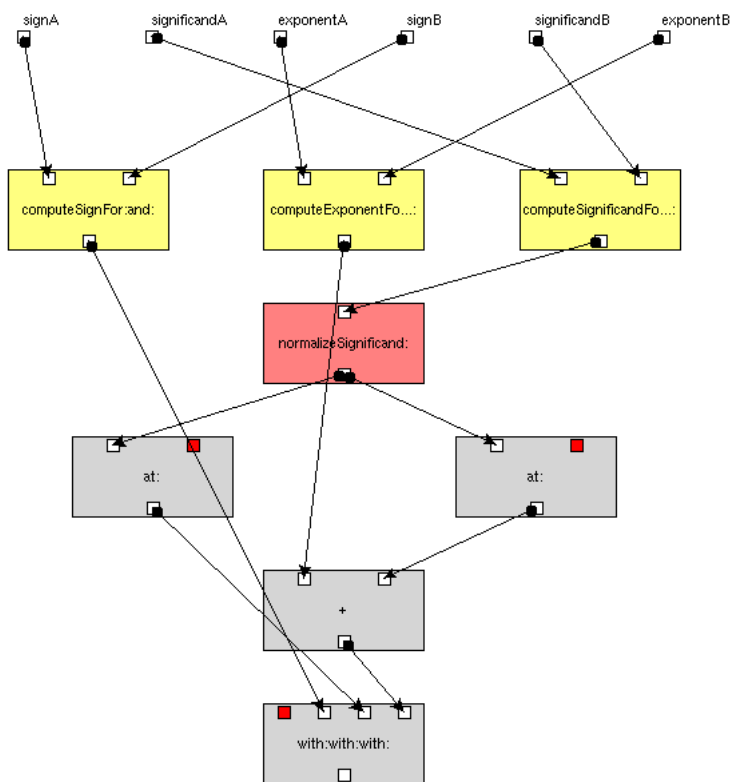 signA
significandA
exponentA
signB
significandB
exponentB
computeSignFor:and:
computeExponentFo...:
computeSignificandFo...:
normalizeSignificand:
at:
at:
+
with:with:with: